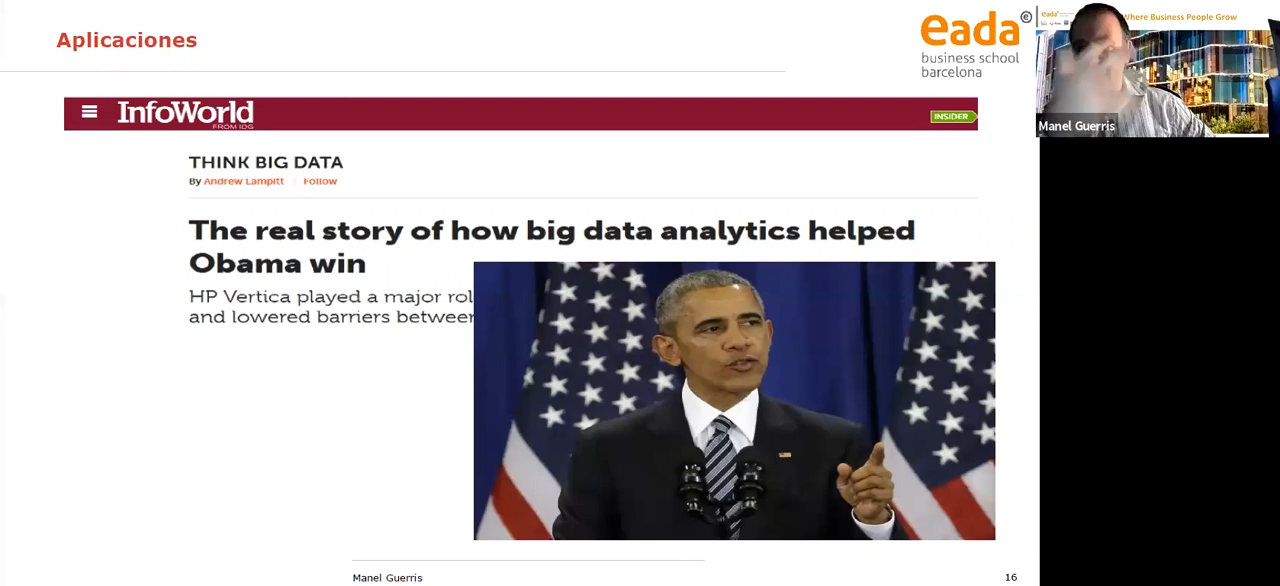 Aplicaciones
eada
business school
barcelona
eada
Where Business People Grow
Manel Guerris
InfoWorld
FROM IDG
INSIDER
THINK BIG DATA
By Andrew Lampitt Follow
The real story of how big data analytics helped
Obama win
HP Vertica played a major rol
and lowered barriers between
Manel Guerris
16